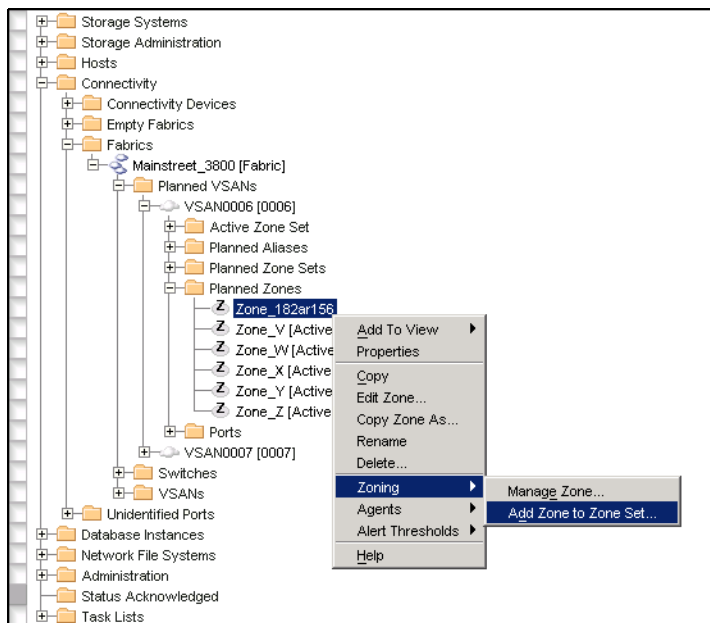 Storage Systems
Storage Administration
Hosts
Connectivity
Connectivity Devices
Empty Fabrics
Fabrics
Mainstreet_3800 [Fabric]
Planned VSANs
VSAN0006 [0006]
Active Zone Set
Planned Aliases
Planned Zone Sets
Planned Zones
Z Zone_182ar156
Z Zone_V [Active
Z Zone_W [Active
Z Zone_X [Active
Z Zone_Y [Active
Z Zone_Z [Active
Ports
VSAN0007 [0007]
Switches
VSANs
Unidentified Ports
Database Instances
Network File Systems
Administration
Status Acknowledged
Task Lists
Add To View
Properties
Copy
Edit Zone...
Copy Zone As...
Rename
Delete...
Zoning
Agents
Alert Thresholds
Help
Manage Zone...
Add Zone to Zone Set...